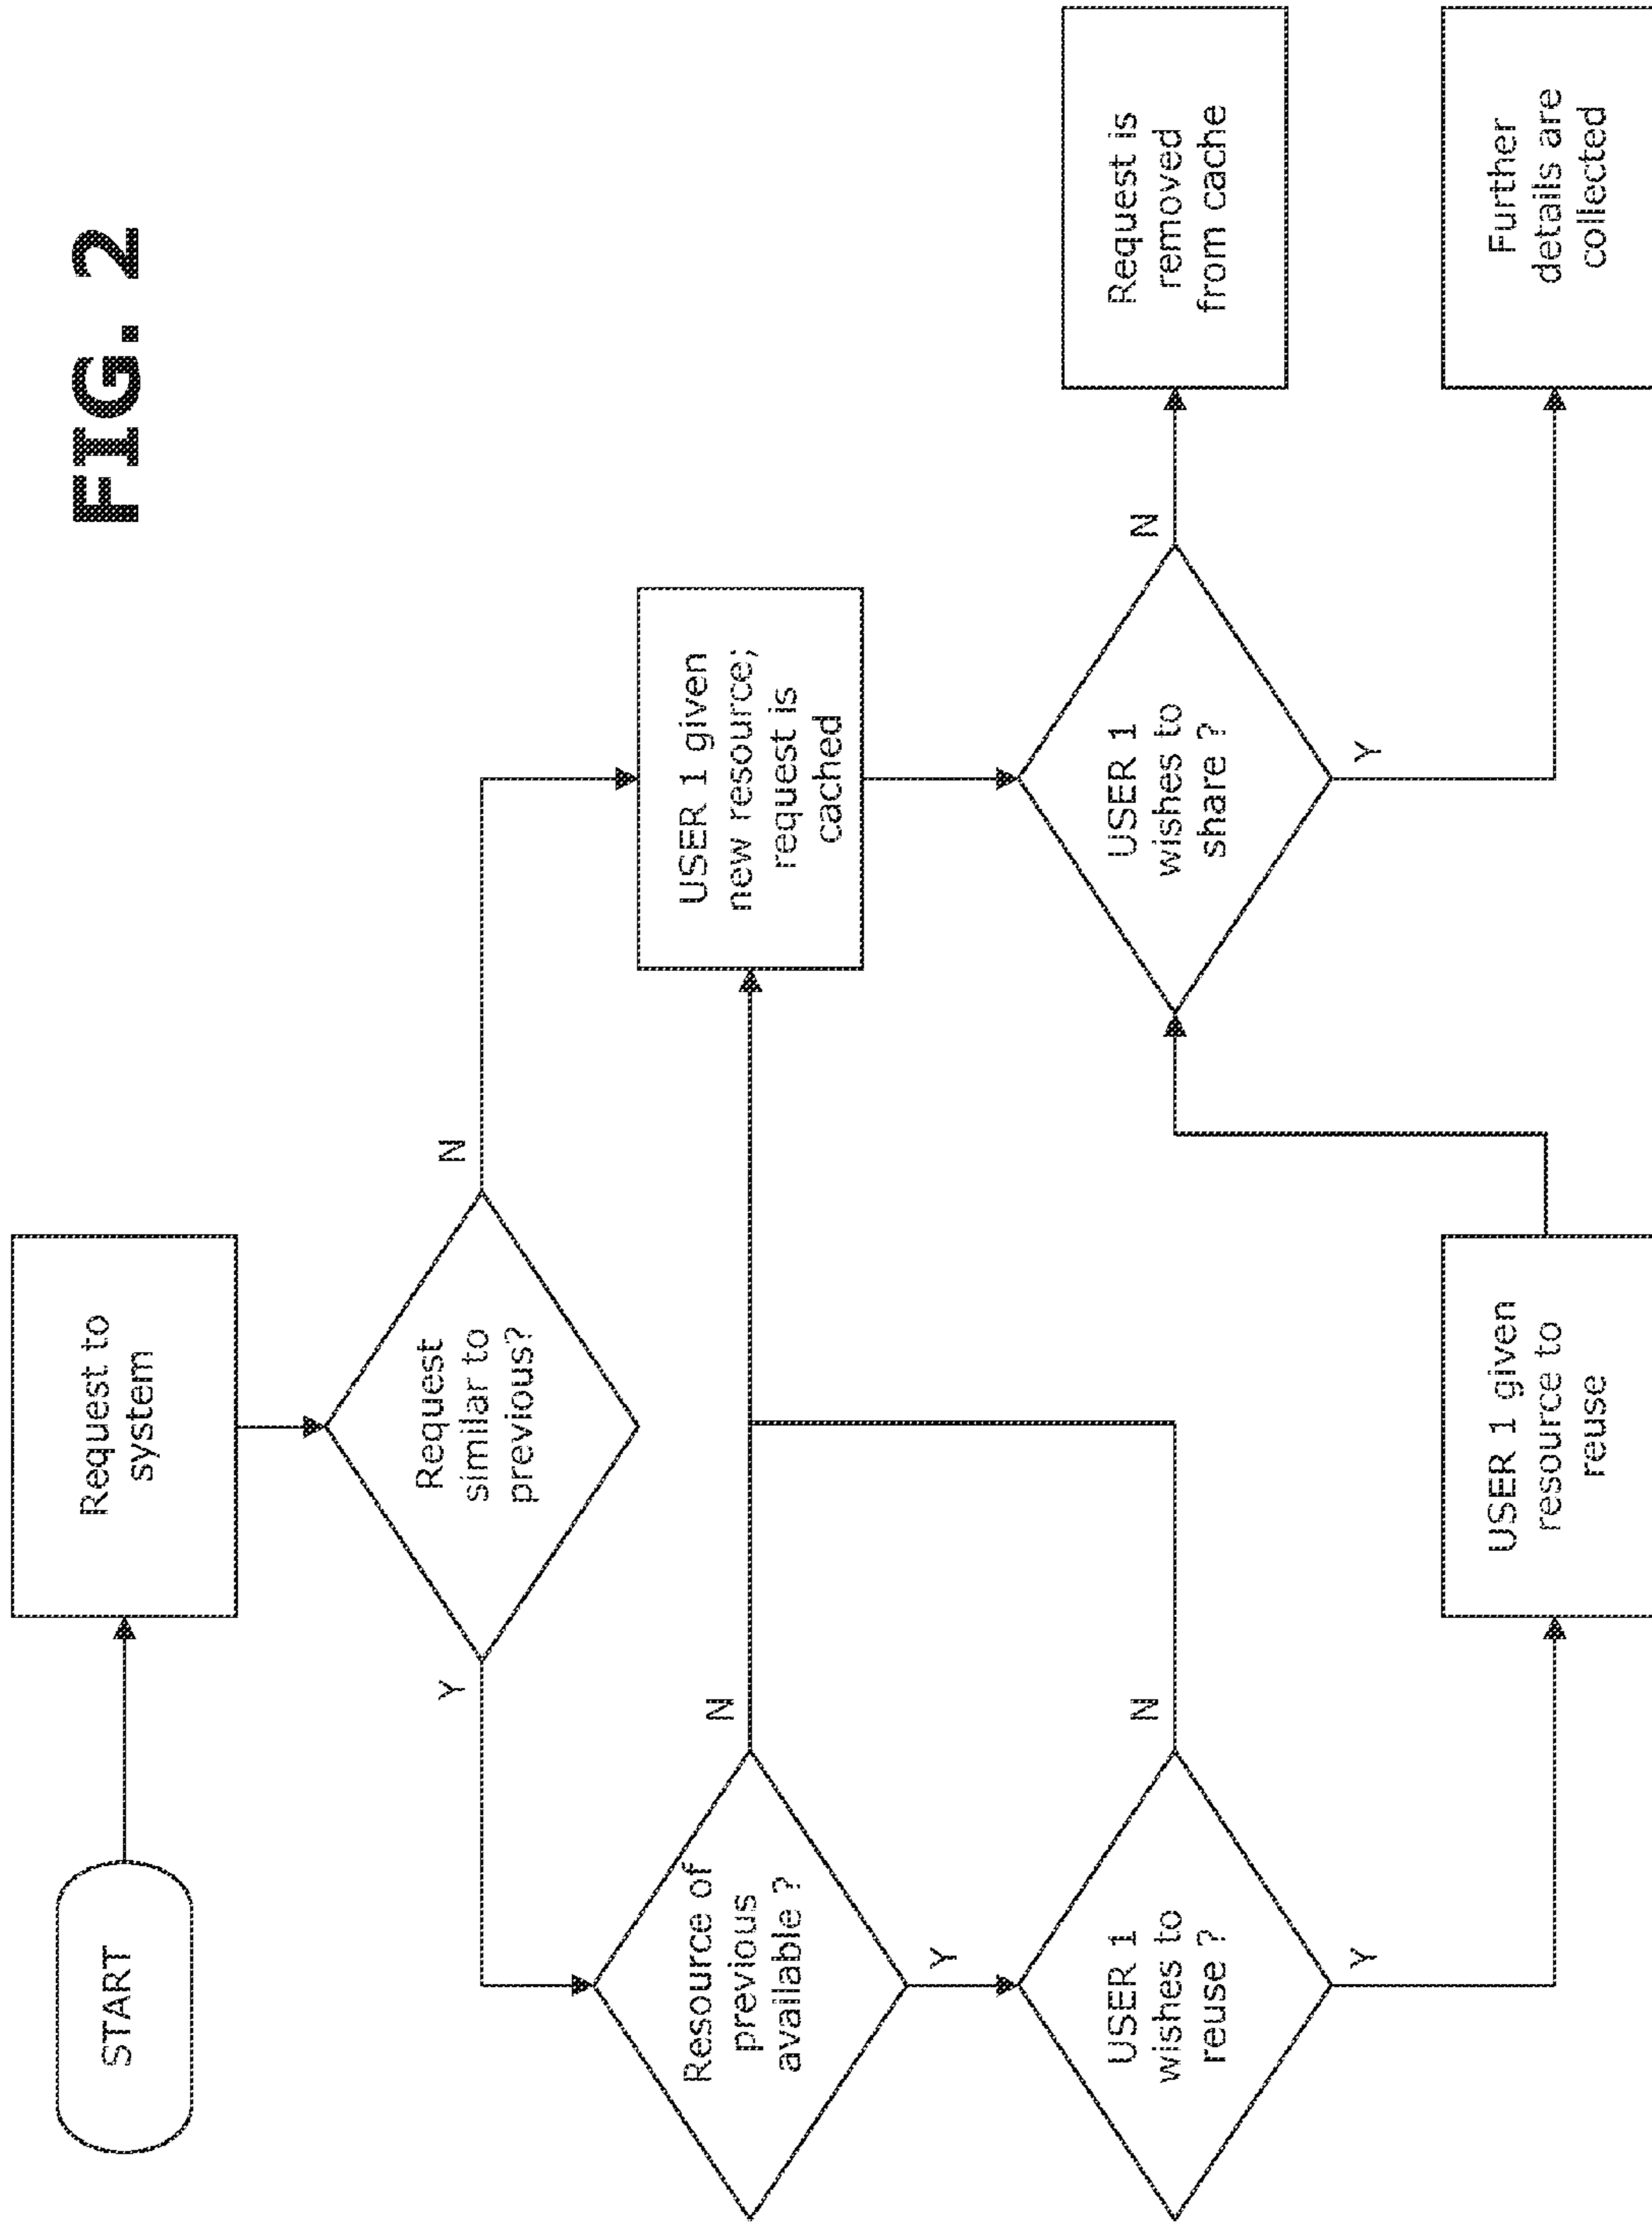 FIG. 2
START
Request to
system
Request
similar to
previous?
Y
N
Resource of
previous
available ?
N
Y
USER 1 given
new resource;
request is
cached
USER 1
wishes to
reuse ?
N
Y
USER 1
wishes to
share ?
N
Y
Request is
removed
from cache
USER 1 given
resource to
reuse
Further
details are
collected